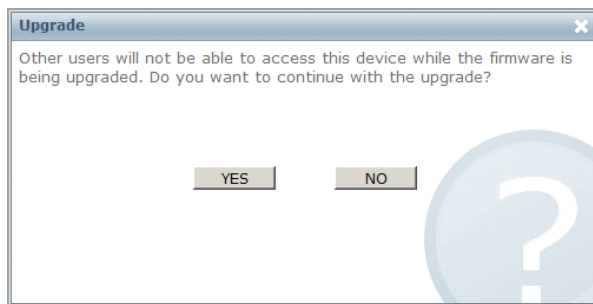 Upgrade
Other users will not be able to access this device while the firmware is
being upgraded. Do you want to continue with the upgrade?
YES NO
?